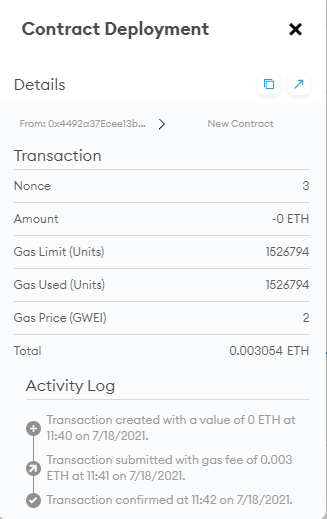 Contract Deployment
Details
From: 0x4492a37Ecee13b... New Contract
Transaction
Nonce 3
Amount -0 ETH
Gas Limit (Units) 1526794
Gas Used (Units) 1526794
Gas Price (GWEI) 2
Total 0.003054 ETH
Activity Log
Transaction created with a value of 0 ETH at
11:40 on 7/18/2021.
Transaction submitted with gas fee of 0.003
ETH at 11:41 on 7/18/2021.
Transaction confirmed at 11:42 on 7/18/2021.